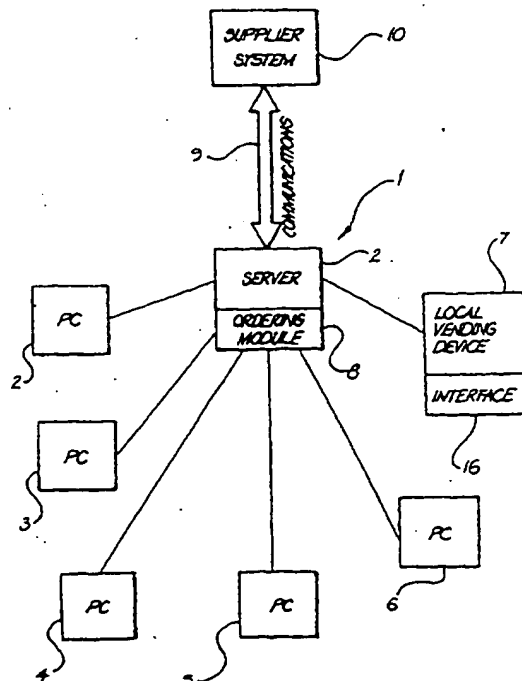 SUPPLIER
SYSTEM
10
9
COMMUNICATIONS
1
2
7
SERVER
ORDERING
MODULE
8
LOCAL
VENDING
DEVICE
INTERFACE
16
PC
2
PC
3
PC
6
PC
4
PC
5